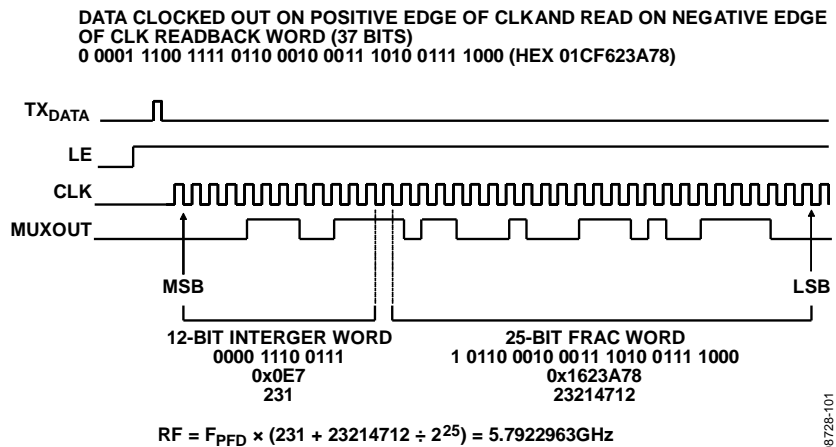 DATA CLOCKED OUT ON POSITIVE EDGE OF CLKAND READ ON NEGATIVE EDGE
OF CLK READBACK WORD (37 BITS)
0 0001 1100 1111 0110 0010 0011 1010 0111 1000 (HEX 01CF623A78)
TXDATA
LE
CLK
MUXOUT
MSB
LSB
12-BIT INTERGER WORD
0000 1110 0111
0x0E7
231
25-BIT FRAC WORD
1 0110 0010 0011 1010 0111 1000
0x1623A78
23214712
RF = FPFD × (231 + 23214712 ÷ 2²⁵) = 5.7922963GHz
8728-101